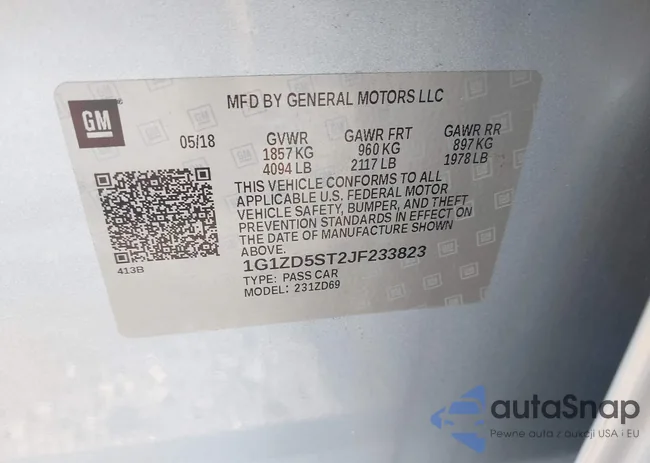 GM
MFD BY GENERAL MOTORS LLC
05/18 GVWR GAWR FRT GAWR RR
1857 KG 960 KG 897 KG
4094 LB 2117 LB 1978 LB
THIS VEHICLE CONFORMS TO ALL
APPLICABLE U.S. FEDERAL MOTOR
VEHICLE SAFETY, BUMPER, AND THEFT
PREVENTION STANDARDS IN EFFECT ON
THE DATE OF MANUFACTURE SHOWN
ABOVE.
413B
1G1ZD5ST2JF233823
TYPE: PASS CAR
MODEL: 231ZD69
autaSnap
Pewne auta z aukcji USA i EU